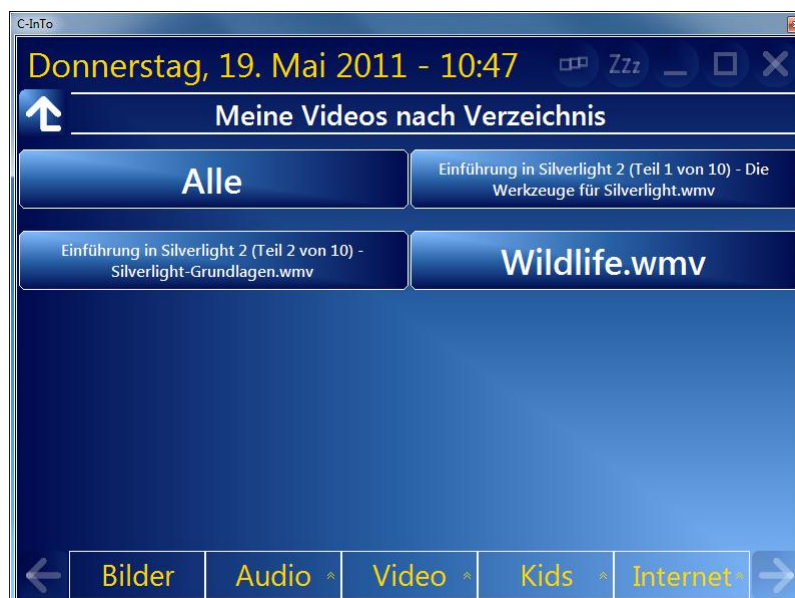 C-InTo
Donnerstag, 19. Mai 2011 - 10:47
Zzz
Meine Videos nach Verzeichnis
Alle
Einführung in Silverlight 2 (Teil 1 von 10) - Die
Werkzeuge für Silverlight.wmv
Einführung in Silverlight 2 (Teil 2 von 10) -
Silverlight-Grundlagen.wmv
Wildlife.wmv
Bilder Audio Video Kids Internet